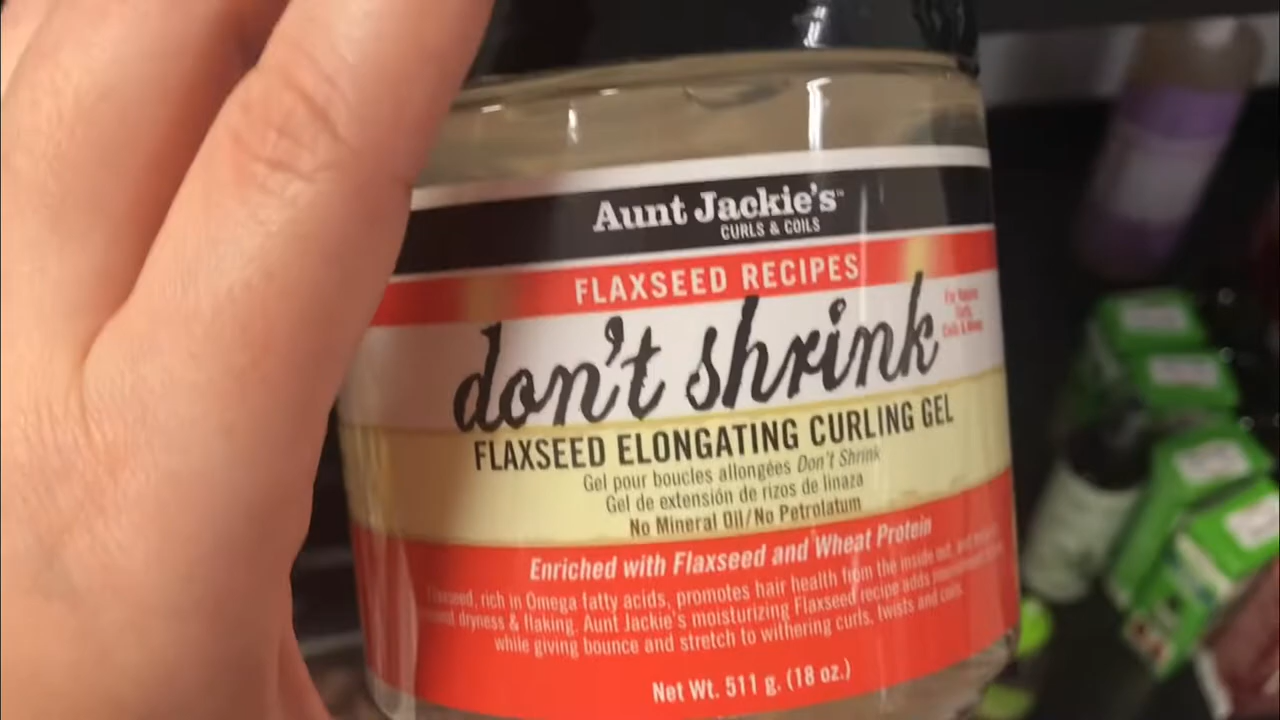 Aunt Jackie's™
CURLS & COILS
FLAXSEED RECIPES
don't shrink
FLAXSEED ELONGATING CURLING GEL
Gel pour boucles allongées Don't Shrink
Gel de extensión de rizos de linaza
No Mineral Oil/No Petrolatum
Enriched with Flaxseed and Wheat Protein
rich in Omega fatty acids, promotes hair health from the inside out,
dryness & flaking. Aunt Jackie's moisturizing Flaxseed recipe adds
while giving bounce and stretch to withering curls, twists and coils.
Net Wt. 511 g. (18 oz.)